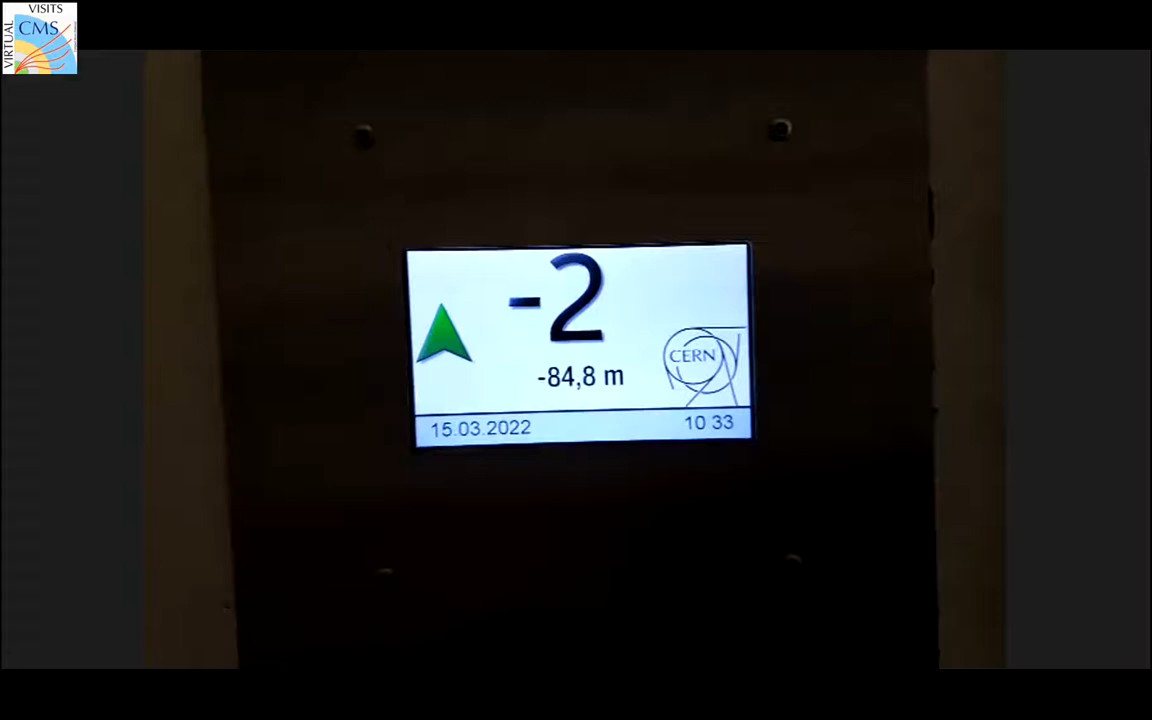 VISITS
VIRTUAL
CMS
-2
-84,8 m
CERN
15.03.2022
10 33